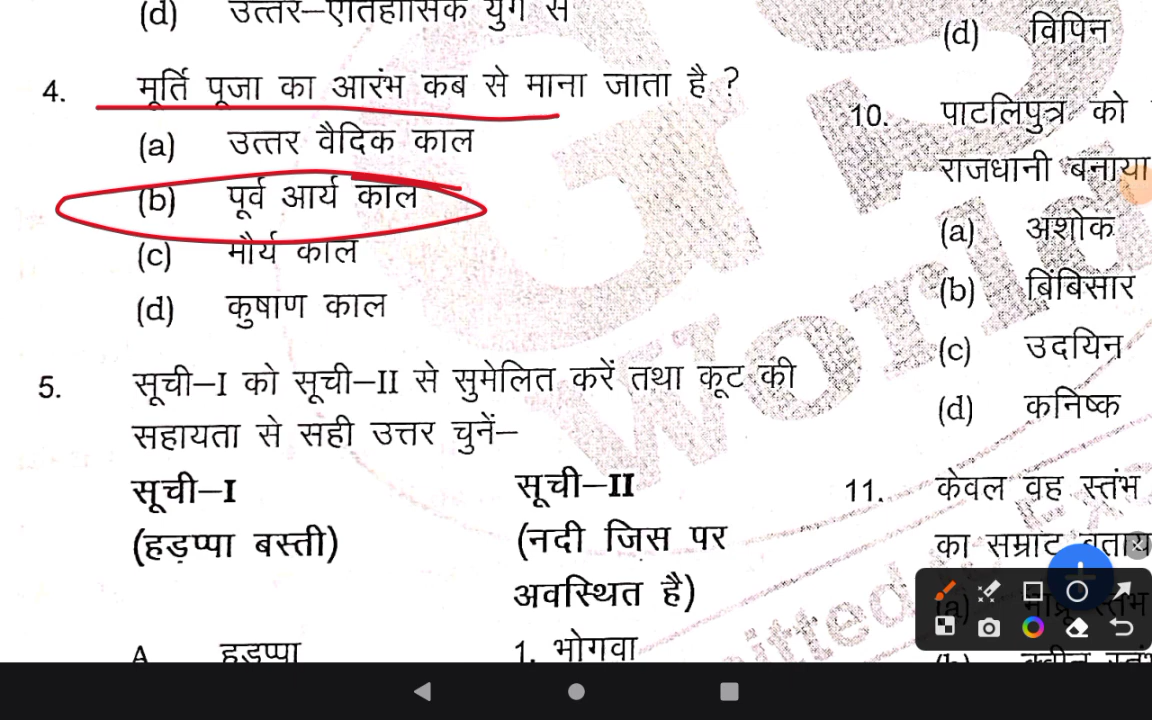 (d) उत्तर–ऐतिहासिक युग से
4. मूर्ति पूजा का आरंभ कब से माना जाता है ?
(a) उत्तर वैदिक काल
(b) पूर्व आर्य काल
(c) मौर्य काल
(d) कुषाण काल
5. सूची–I को सूची–II से सुमेलित करें तथा कूट की
सहायता से सही उत्तर चुनें–
सूची–I सूची–II
(हड़प्पा बस्ती) (नदी जिस पर
अवस्थित है)
A हड़प्पा 1. भोगवा
(d) विपिन
10. पाटलिपुत्र को
राजधानी बनाया
(a) अशोक
(b) बिंबिसार
(c) उदयिन
(d) कनिष्क
11. केवल वह स्तंभ
का सम्राट बताय
(a)
World